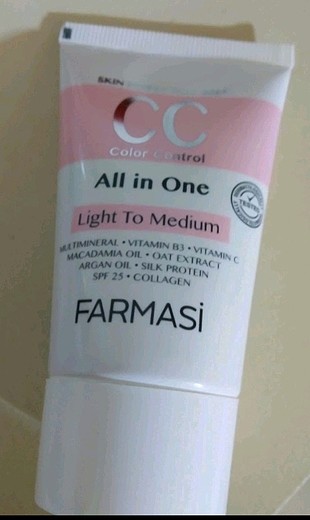 SKIN
CC
Color Control
All in One
TESTED
Light To Medium
MULTIMINERAL • VITAMIN B3 • VITAMIN C
MACADAMIA OIL • OAT EXTRACT
ARGAN OIL • SILK PROTEIN
SPF 25 • COLLAGEN
FARMASİ